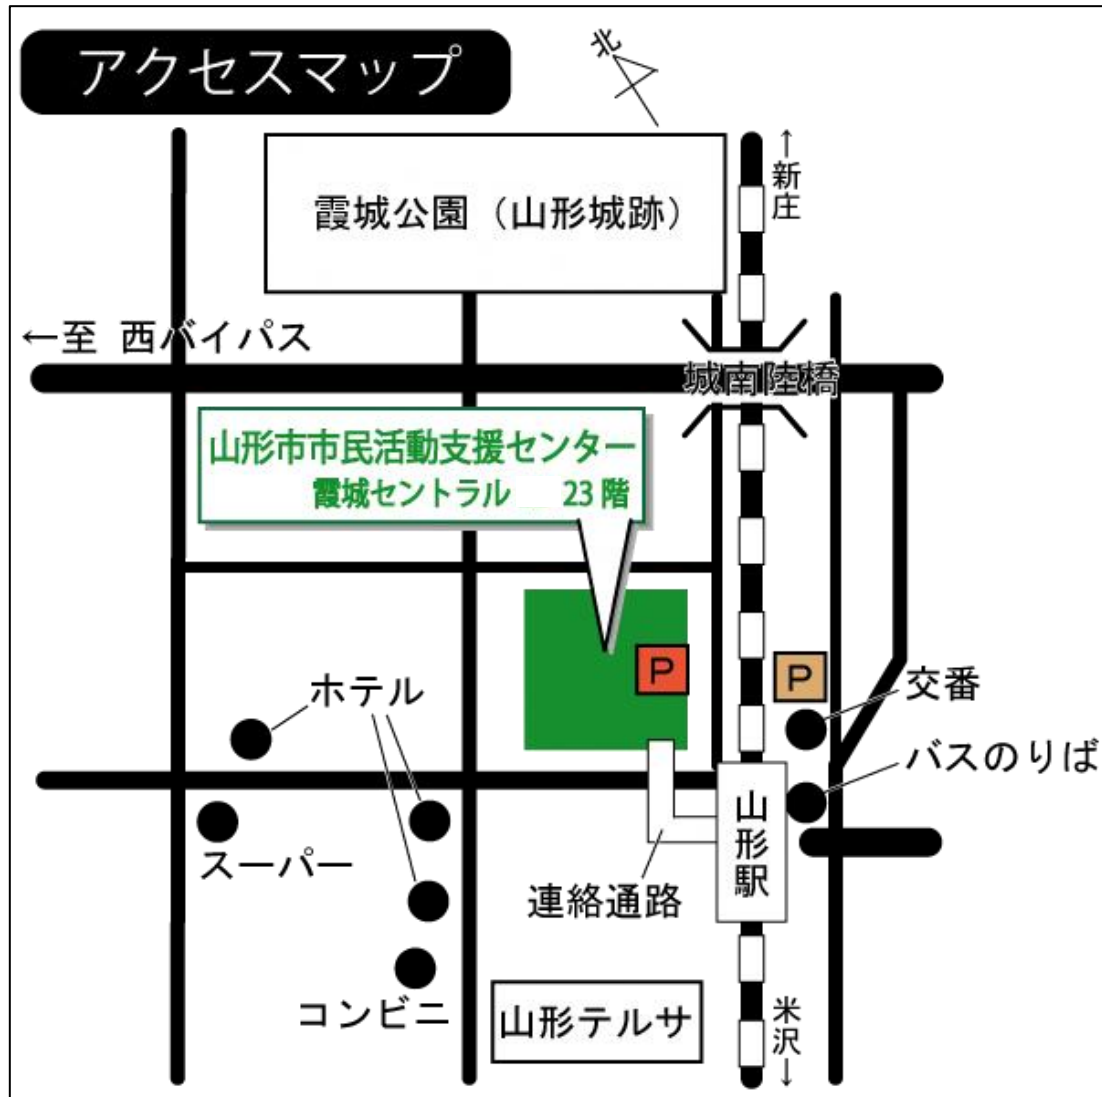 アクセスマップ
北
霞城公園（山形城跡）
↑新庄
←至 西バイパス
城南陸橋
山形市市民活動支援センター
霞城セントラル 23階
P
P
ホテル
交番
バスのりば
山形駅
スーパー
連絡通路
コンビニ
山形テルサ
米沢↓